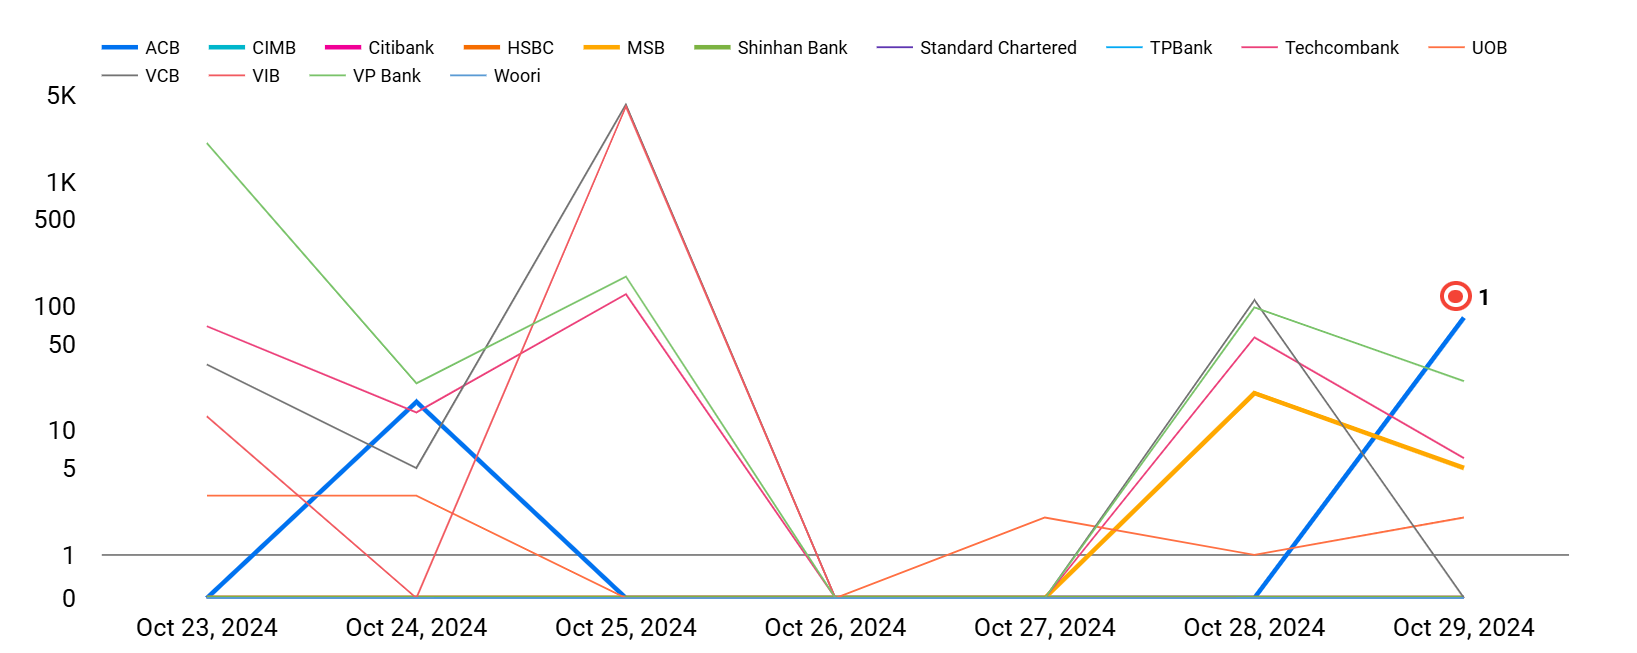 ACB CIMB Citibank HSBC MSB Shinhan Bank Standard Chartered TPBank Techcombank UOB
VCB VIB VP Bank Woori
5K
1K
500
100
1
50
10
5
1
0
Oct 23, 2024 Oct 24, 2024 Oct 25, 2024 Oct 26, 2024 Oct 27, 2024 Oct 28, 2024 Oct 29, 2024